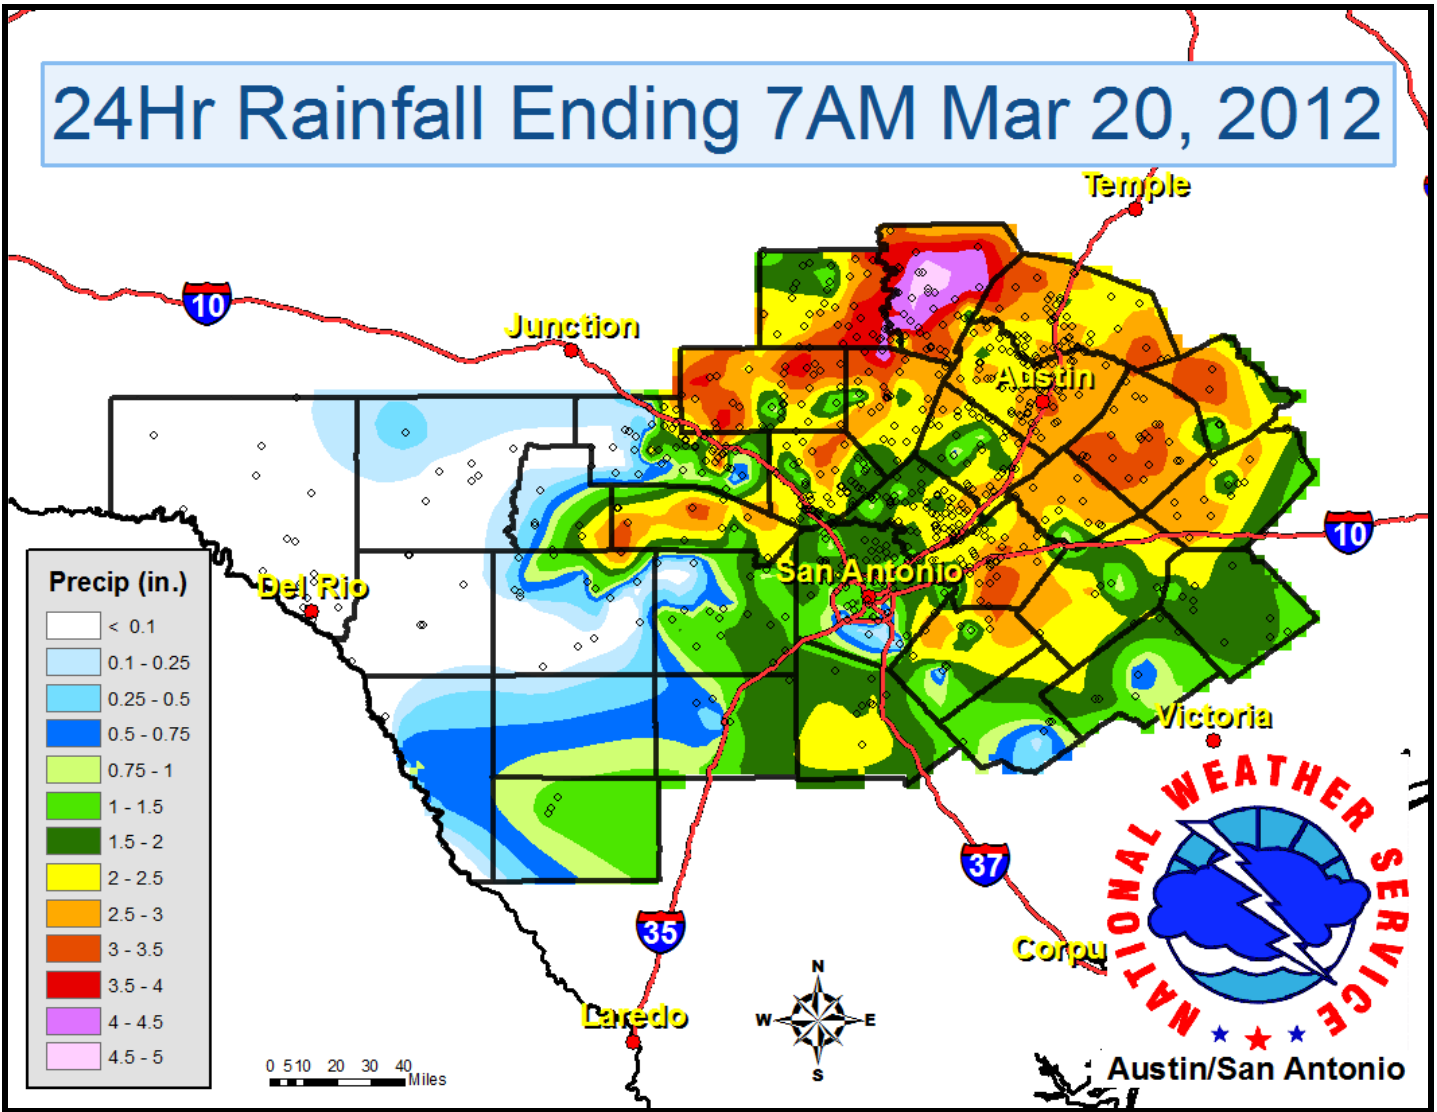 24Hr Rainfall Ending 7AM Mar 20, 2012
Temple
10
Junction
Austin
10
San Antonio
Del Rio
Precip (in.)
< 0.1
0.1 - 0.25
0.25 - 0.5
0.5 - 0.75
0.75 - 1
1 - 1.5
1.5 - 2
2 - 2.5
2.5 - 3
3 - 3.5
3.5 - 4
4 - 4.5
4.5 - 5
Victoria
37
35
Corpu
Laredo
N
W E
S
0 5 10 20 30 40
Miles
NATIONAL WEATHER SERVICE
Austin/San Antonio